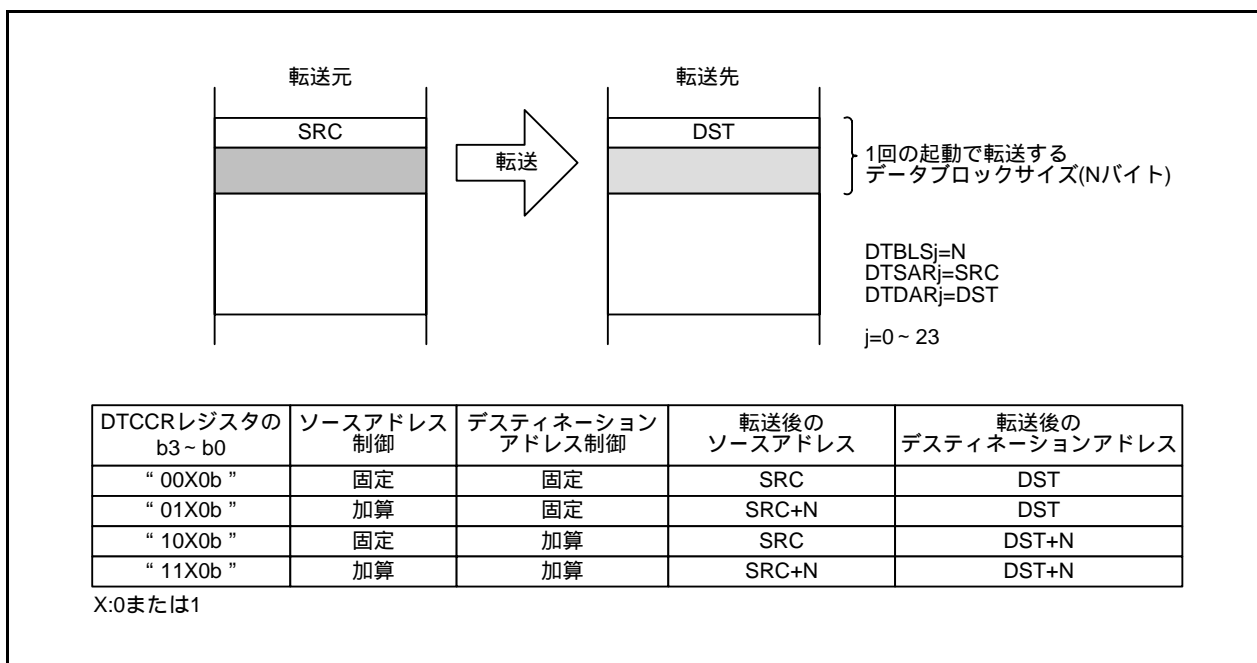 転送元
転送先
SRC
DST
転送
1回の起動で転送する
データブロックサイズ(Nバイト)
DTBLSj=N
DTSARj=SRC
DTDARj=DST
j=0 ~ 23
DTCCRレジスタの
b3 ~ b0
ソースアドレス
制御
デスティネーション
アドレス制御
転送後の
ソースアドレス
転送後の
デスティネーションアドレス
“ 00X0b ” 固定 固定 SRC DST
“ 01X0b ” 加算 固定 SRC+N DST
“ 10X0b ” 固定 加算 SRC DST+N
“ 11X0b ” 加算 加算 SRC+N DST+N
X:0または1